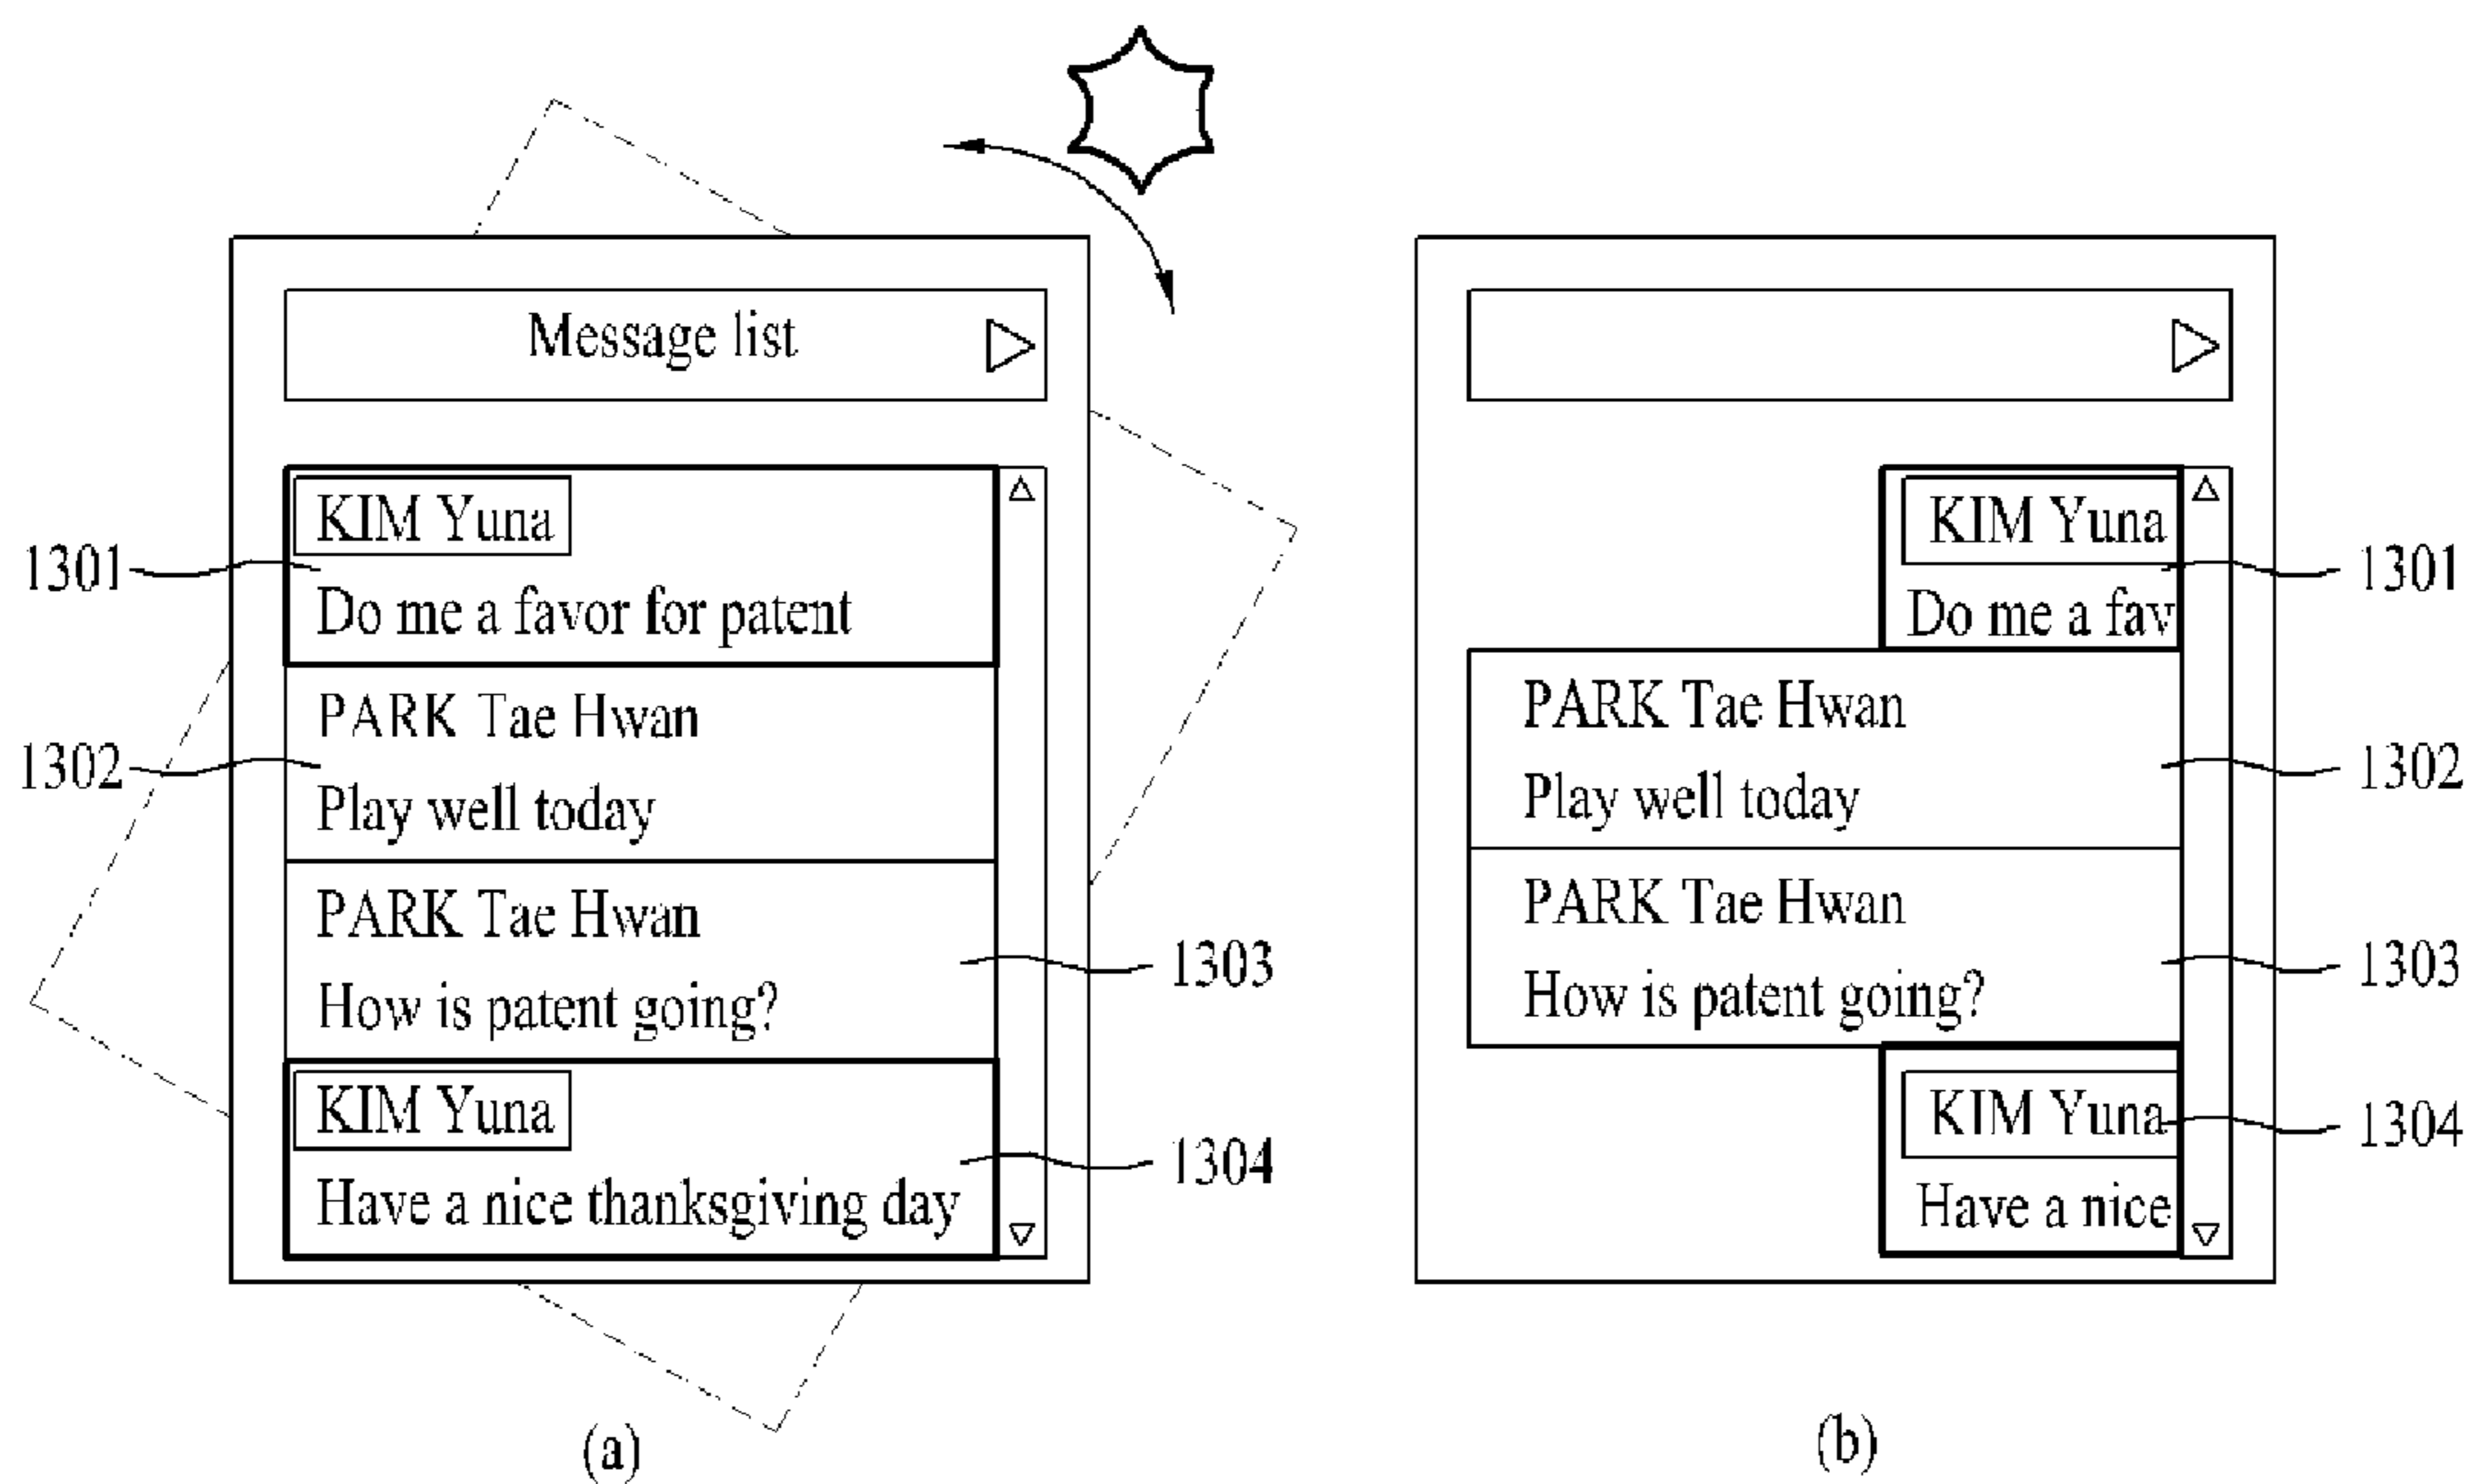 Message list
KIM Yuna
1301
Do me a favor for patent
PARK Tae Hwan
1302
Play well today
PARK Tae Hwan
1303
How is patent going?
KIM Yuna
1304
Have a nice thanksgiving day
(a)
KIM Yuna
1301
Do me a fav
PARK Tae Hwan
1302
Play well today
PARK Tae Hwan
1303
How is patent going?
KIM Yuna
1304
Have a nice
(b)